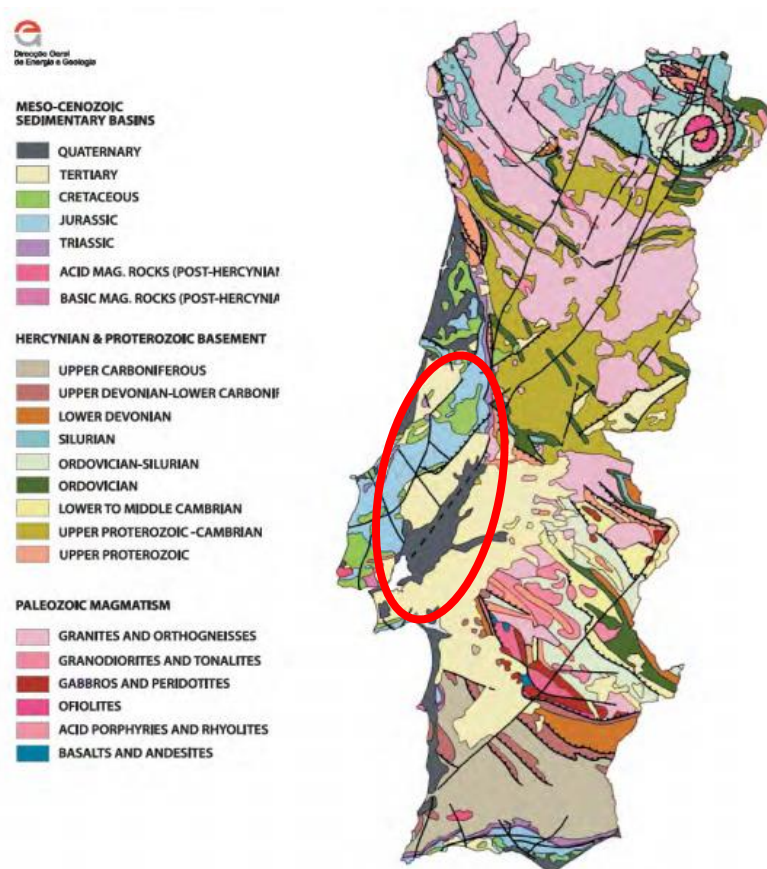 Direcção Geral
de Energia e Geologia
MESO-CENOZOIC
SEDIMENTARY BASINS
QUATERNARY
TERTIARY
CRETACEOUS
JURASSIC
TRIASSIC
ACID MAG. ROCKS (POST-HERCYNIAN
BASIC MAG. ROCKS (POST-HERCYNIA
HERCYNIAN & PROTEROZOIC BASEMENT
UPPER CARBONIFEROUS
UPPER DEVONIAN-LOWER CARBONIF
LOWER DEVONIAN
SILURIAN
ORDOVICIAN-SILURIAN
ORDOVICIAN
LOWER TO MIDDLE CAMBRIAN
UPPER PROTEROZOIC-CAMBRIAN
UPPER PROTEROZOIC
PALEOZOIC MAGMATISM
GRANITES AND ORTHOGNEISSES
GRANODIORITES AND TONALITES
GABBROS AND PERIDOTITES
OFIOLITES
ACID PORPHYRIES AND RHYOLITES
BASALTS AND ANDESITES